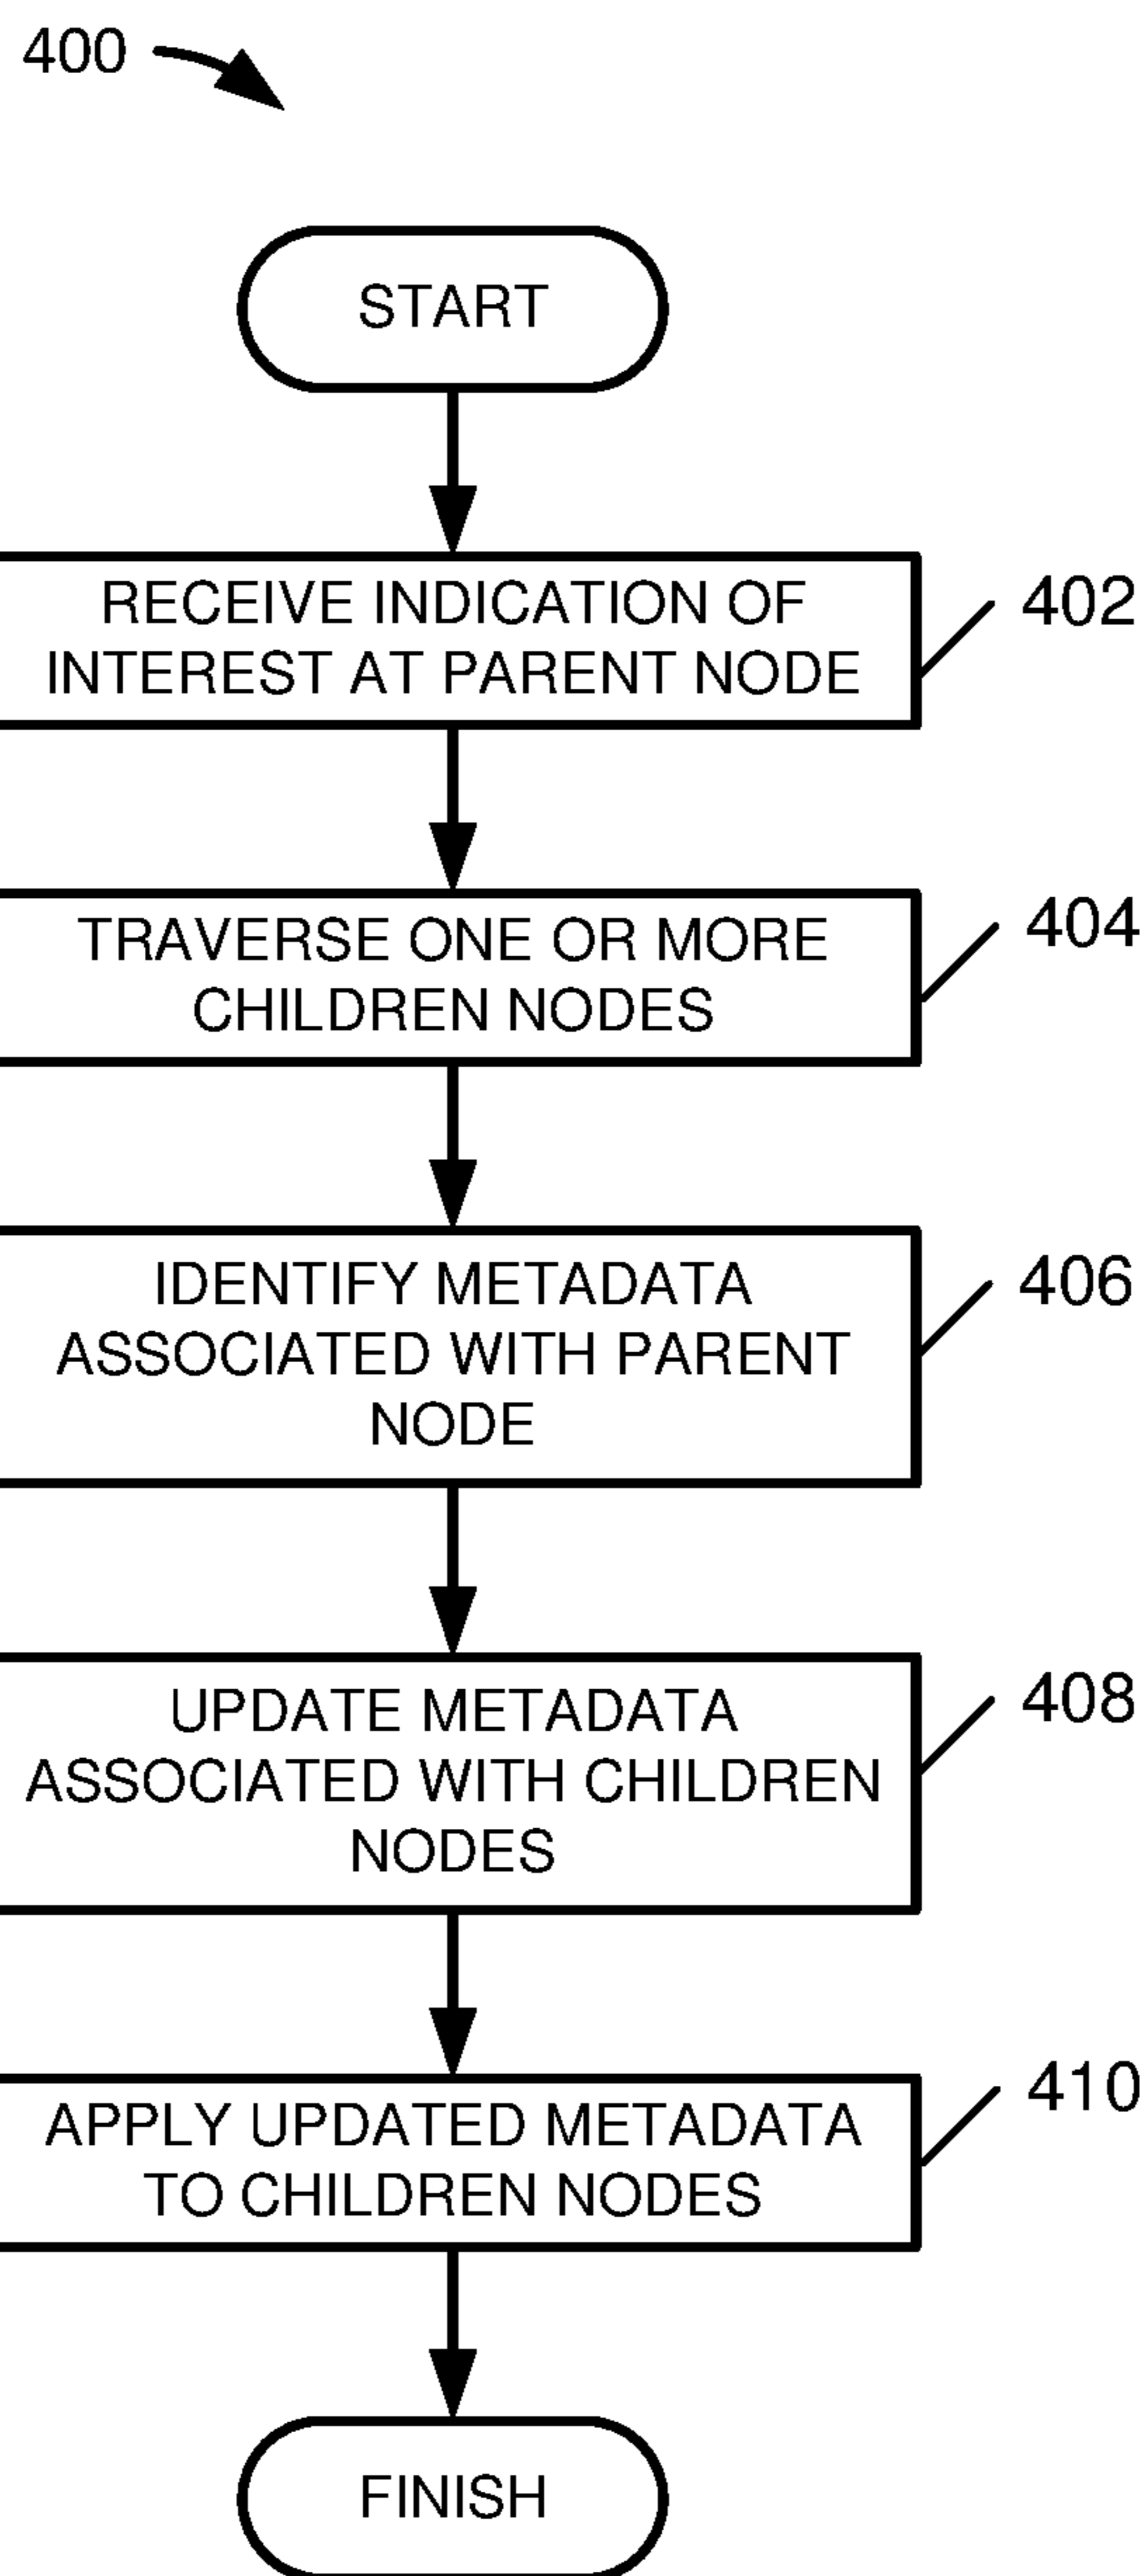 400
START
RECEIVE INDICATION OF
INTEREST AT PARENT NODE
402
TRAVERSE ONE OR MORE
CHILDREN NODES
404
IDENTIFY METADATA
ASSOCIATED WITH PARENT
NODE
406
UPDATE METADATA
ASSOCIATED WITH CHILDREN
NODES
408
APPLY UPDATED METADATA
TO CHILDREN NODES
410
FINISH